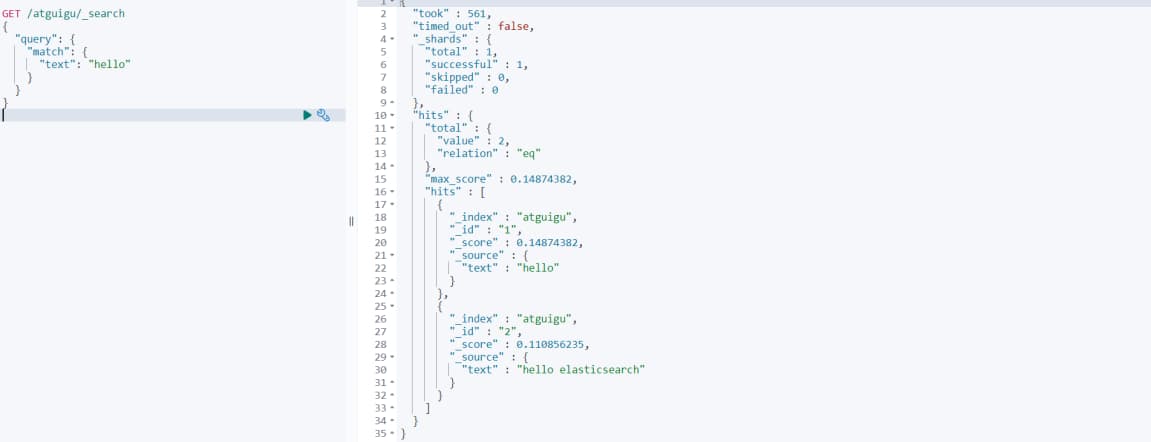 GET /atguigu/_search
{
  "query": {
    "match": {
      "text": "hello"
    }
  }
}
1 {
2   "took" : 561,
3   "timed_out" : false,
4   "_shards" : {
5     "total" : 1,
6     "successful" : 1,
7     "skipped" : 0,
8     "failed" : 0
9   },
10   "hits" : {
11     "total" : {
12       "value" : 2,
13       "relation" : "eq"
14     },
15     "max_score" : 0.14874382,
16     "hits" : [
17       {
18         "_index" : "atguigu",
19         "_id" : "1",
20         "_score" : 0.14874382,
21         "_source" : {
22           "text" : "hello"
23         }
24       },
25       {
26         "_index" : "atguigu",
27         "_id" : "2",
28         "_score" : 0.110856235,
29         "_source" : {
30           "text" : "hello elasticsearch"
31         }
32       }
33     ]
34   }
35 }